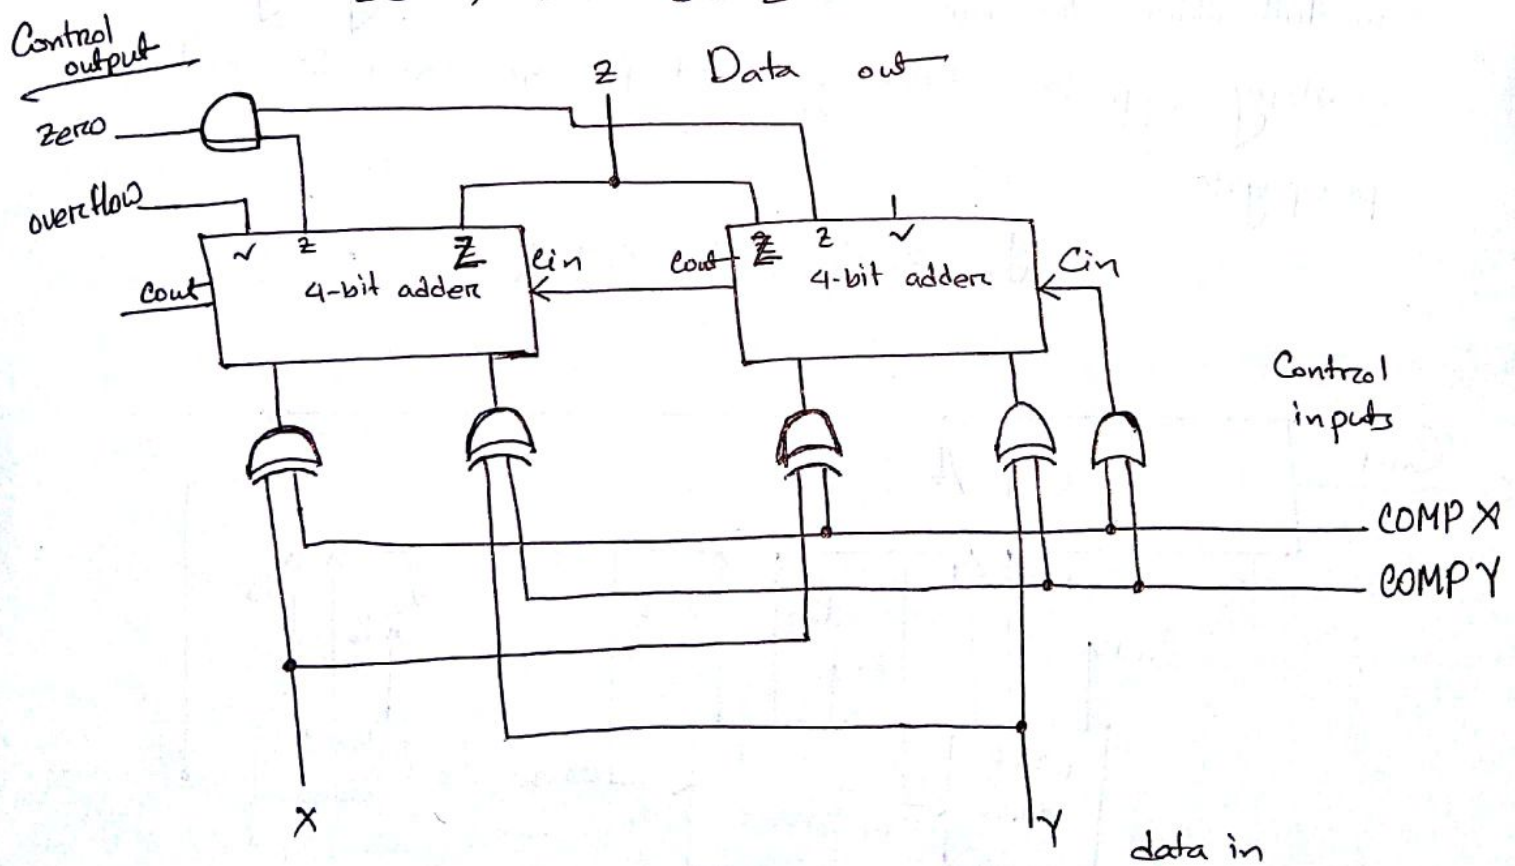 Control
output
Z Data out
Zero
overflow
V Z Z Cin
Cout 4-bit adder
Cout Z Z V Cin
4-bit adder
Control
inputs
COMP X
COMP Y
X
Y data in